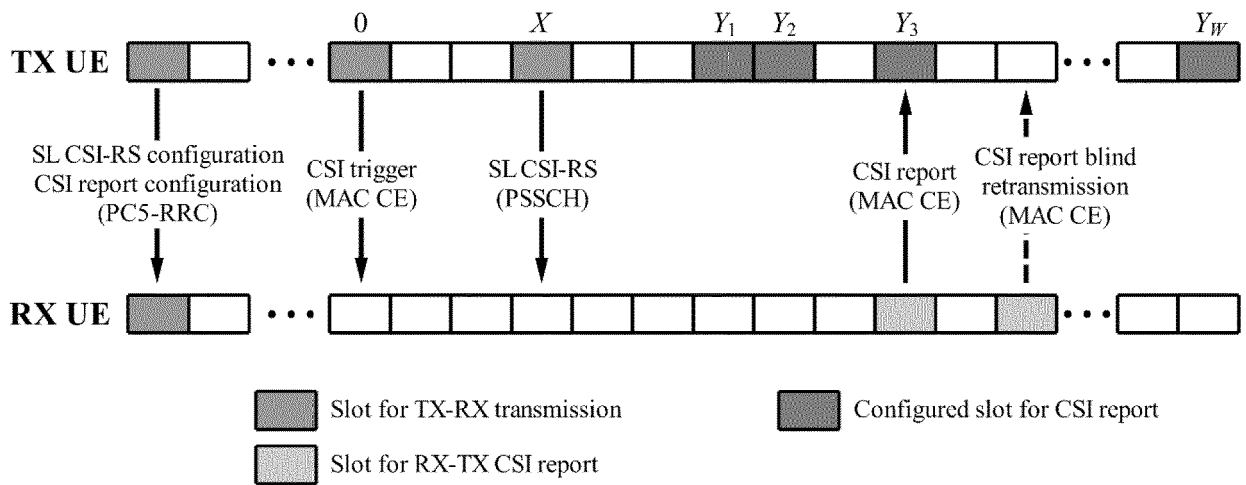 0 X Y1 Y2 Y3 YW
TX UE
SL CSI-RS configuration
CSI report configuration
(PC5-RRC)
CSI trigger
(MAC CE)
SL CSI-RS
(PSSCH)
CSI report
(MAC CE)
CSI report blind
retransmission
(MAC CE)
RX UE
Slot for TX-RX transmission
Configured slot for CSI report
Slot for RX-TX CSI report